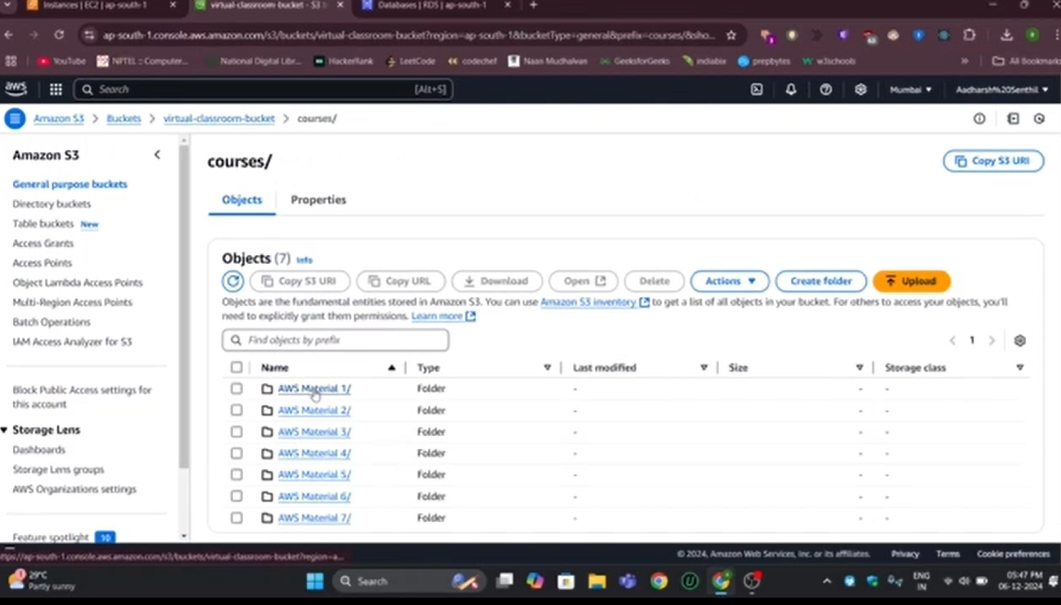 Instances | EC2 | ap-south-1
virtual-classroom-bucket - S3 b
Databases | RDS | ap-south-1
ap-south-1.console.aws.amazon.com/s3/buckets/virtual-classroom-bucket?region=ap-south-1&bucketType=general&prefix=courses/&sho...
YouTube
NPTEL :: Computer...
National Digital Libr...
HackerRank
LeetCode
codechef
Naan Mudhalvan
GeeksforGeeks
indiabix
prepbytes
w3schools
All Bookmarks
aws
Search
[Alt+S]
Mumbai
Aadharsh%20Senthil
Amazon S3
Buckets
virtual-classroom-bucket
courses/
Amazon S3
General purpose buckets
Directory buckets
Table buckets New
Access Grants
Access Points
Object Lambda Access Points
Multi-Region Access Points
Batch Operations
IAM Access Analyzer for S3
Block Public Access settings for
this account
Storage Lens
Dashboards
Storage Lens groups
AWS Organizations settings
Feature spotlight 10
courses/
Copy S3 URI
Objects
Properties
Objects (7) Info
Copy S3 URI
Copy URL
Download
Open
Delete
Actions
Create folder
Upload
Objects are the fundamental entities stored in Amazon S3. You can use Amazon S3 inventory to get a list of all objects in your bucket. For others to access your objects, you'll
need to explicitly grant them permissions. Learn more
Find objects by prefix
1
Name Type Last modified Size Storage class
AWS Material 1/ Folder - - -
AWS Material 2/ Folder - - -
AWS Material 3/ Folder - - -
AWS Material 4/ Folder - - -
AWS Material 5/ Folder - - -
AWS Material 6/ Folder - - -
AWS Material 7/ Folder - - -
ttps://ap-south-1.console.aws.amazon.com/s3/buckets/virtual-classroom-bucket?region=a...
© 2024, Amazon Web Services, Inc. or its affiliates.
Privacy
Terms
Cookie preferences
29°C
Partly sunny
Search
ENG
IN
05:47 PM
06-12-2024